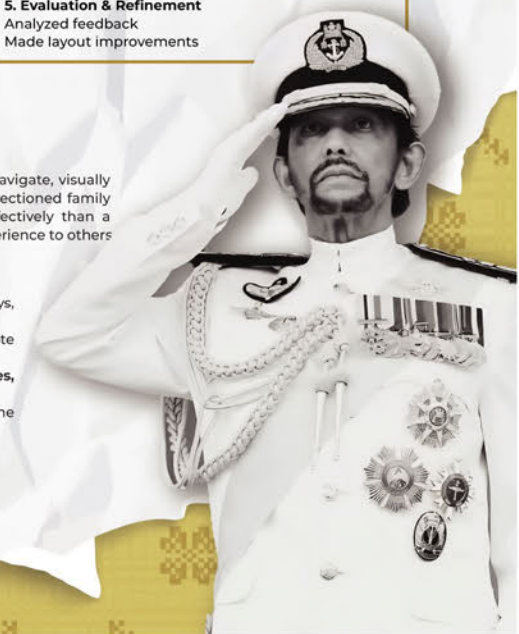 5. Evaluation & Refinement
Analyzed feedback
Made layout improvements
avigate, visually
ectioned family
fectively than a
erience to others
ys,
te
es,
ne